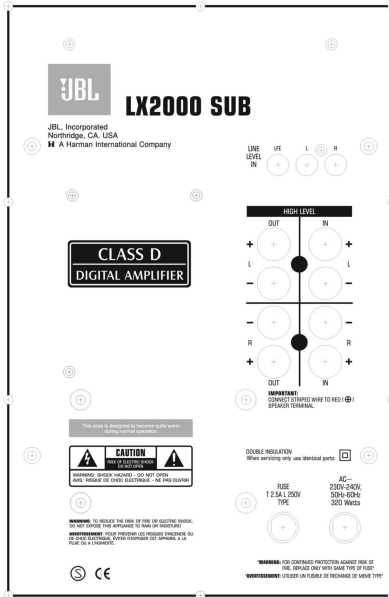 JBL
LX2000 SUB
JBL, Incorporated
Northridge, CA. USA
A Harman International Company
LINE LEVEL IN
LFE L R
HIGH LEVEL
OUT IN
+ +
L L
− −
− −
R R
+ +
OUT IN
IMPORTANT:
CONNECT STRIPED WIRE TO RED (⊕)
SPEAKER TERMINAL.
CLASS D
DIGITAL AMPLIFIER
This area is designed to become quite warm
during normal operation.
CAUTION
RISK OF ELECTRIC SHOCK
DO NOT OPEN
WARNING: SHOCK HAZARD - DO NOT OPEN
AVIS: RISQUE DE CHOC ELECTRIQUE - NE PAS OUVRIR
DOUBLE INSULATION
When servicing only use identical parts
FUSE
T 2.5A L 250V
TYPE
AC~
230V-240V,
50Hz-60Hz
320 Watts
WARNING: TO REDUCE THE RISK OF FIRE OR ELECTRIC SHOCK,
DO NOT EXPOSE THIS APPLIANCE TO RAIN OR MOISTURE!
AVERTISSEMENT: POUR PREVENIR LES RISQUES D'INCENDIE OU
DE CHOC ELECTRIQUE, EVITER D'EXPOSER CET APPAREIL A LA
PLUIE OU A L'HUMIDITÉ.
"WARNING: FOR CONTINUED PROTECTION AGAINST RISK OF
FIRE, REPLACE ONLY WITH SAME TYPE OF FUSE"
"AVERTISSEMENT: UTILISER UN FUSIBLE DE RECHANGE DE MEME TYPE"
S CE